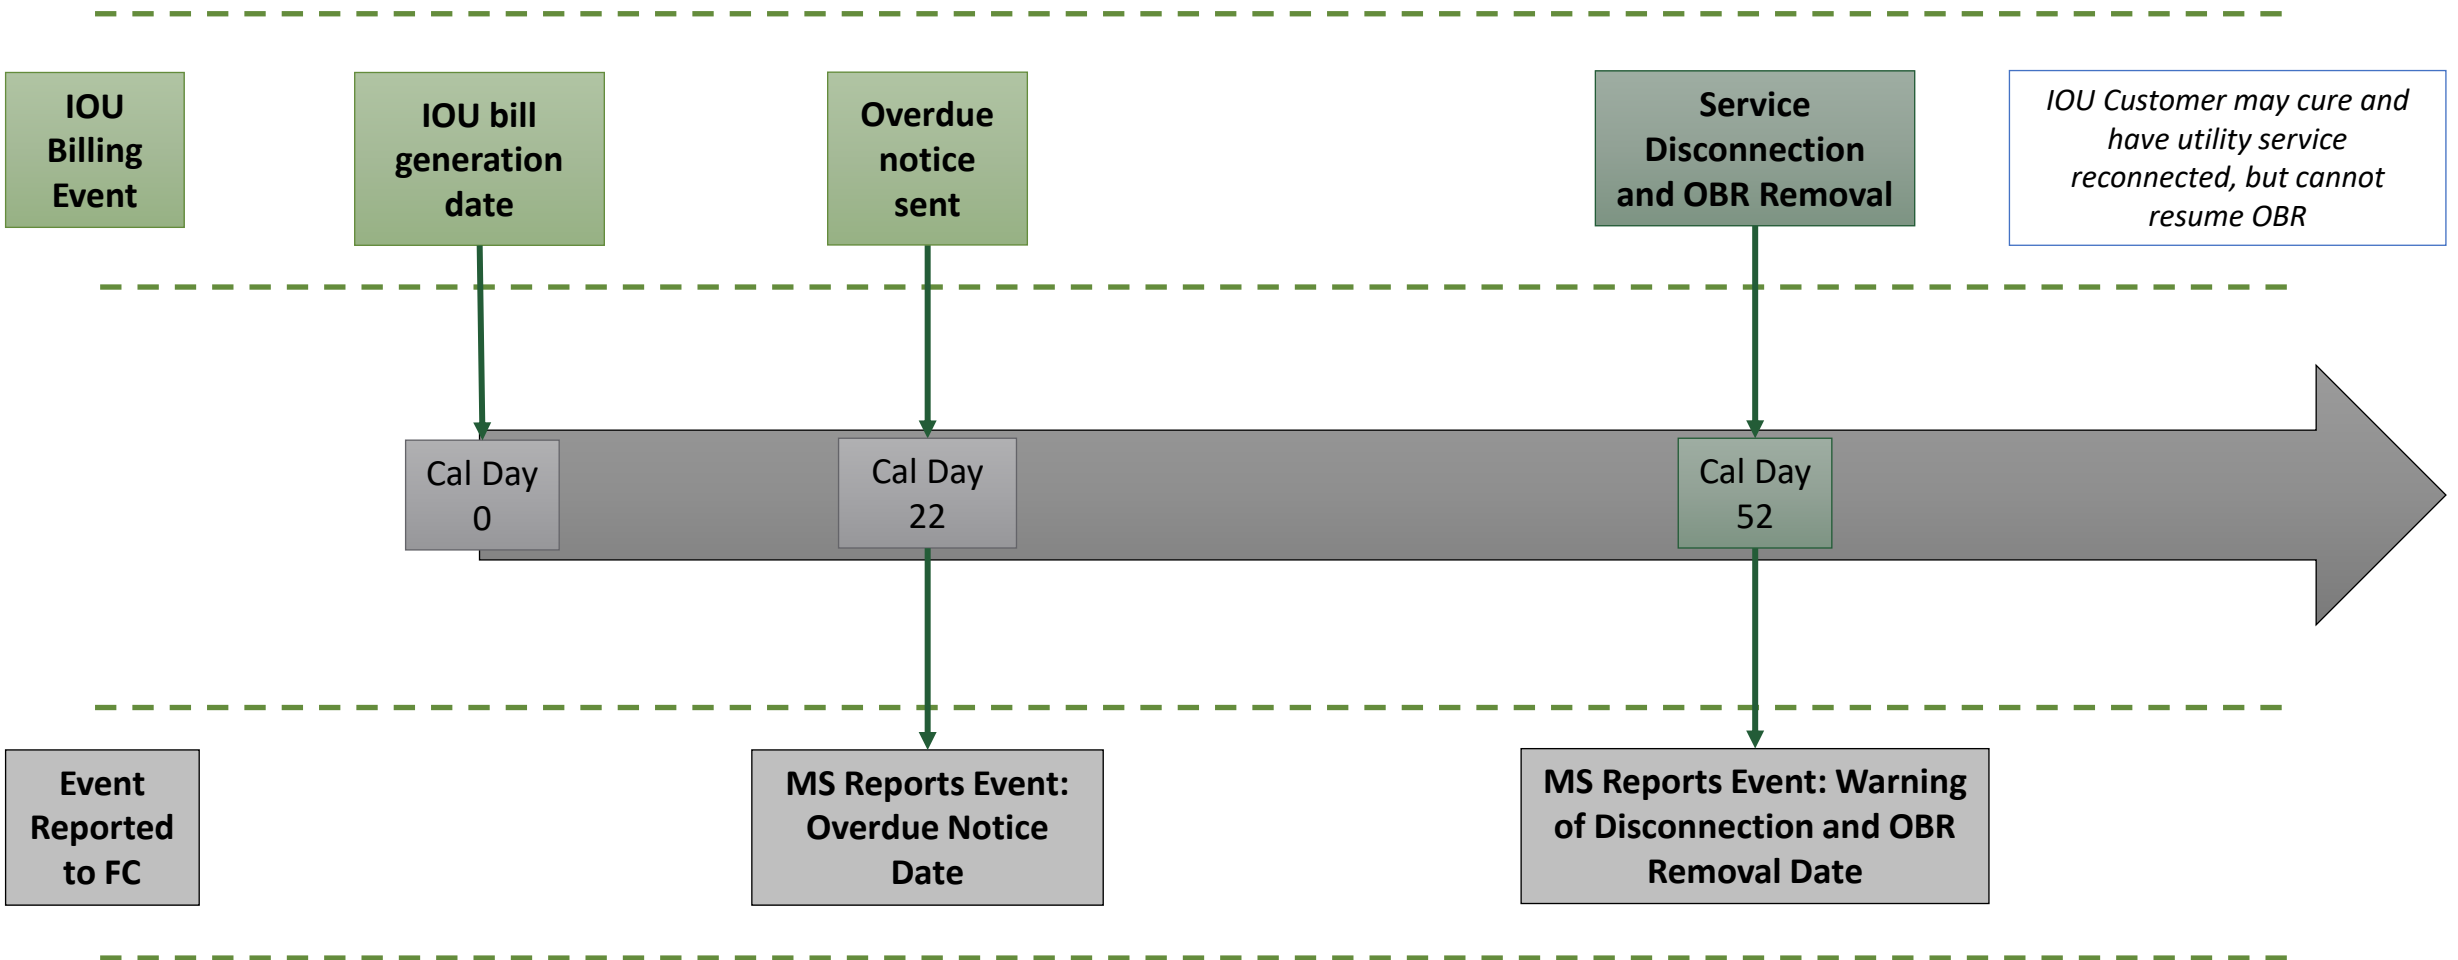 IOU
Billing
Event
IOU bill
generation
date
Overdue
notice
sent
Service
Disconnection
and OBR Removal
IOU Customer may cure and
have utility service
reconnected, but cannot
resume OBR
Cal Day
0
Cal Day
22
Cal Day
52
Event
Reported
to FC
MS Reports Event:
Overdue Notice
Date
MS Reports Event: Warning
of Disconnection and OBR
Removal Date